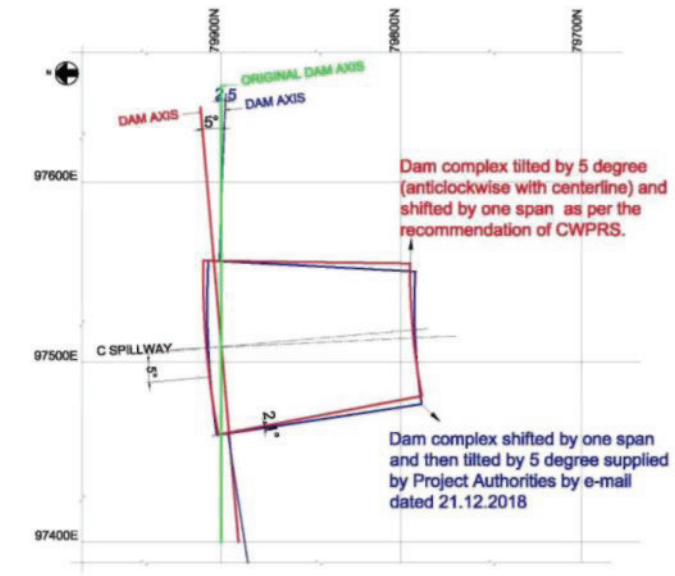 79900N
79800N
79700N
N
ORIGINAL DAM AXIS
2.5
DAM AXIS
DAM AXIS
5°
97600E
Dam complex tilted by 5 degree
(anticlockwise with centerline) and
shifted by one span as per the
recommendation of CWPRS.
C SPILLWAY
97500E
5°
2.1°
Dam complex shifted by one span
and then tilted by 5 degree supplied
by Project Authorities by e-mail
dated 21.12.2018
97400E